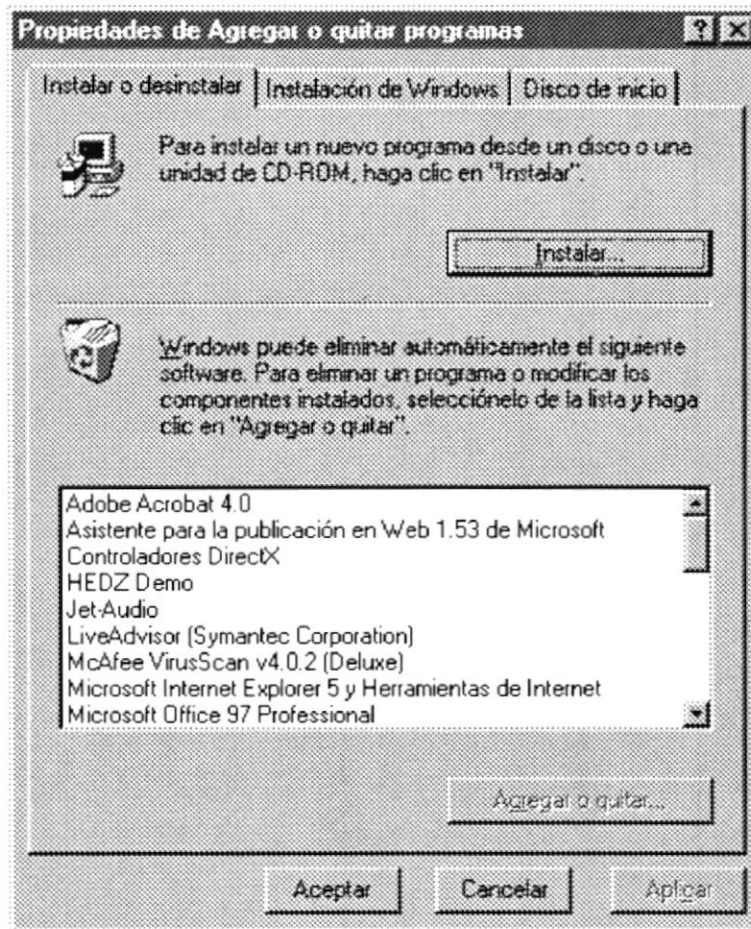 Propiedades de Agregar o quitar programas
Instalar o desinstalar
Instalación de Windows
Disco de inicio
Para instalar un nuevo programa desde un disco o una
unidad de CD-ROM, haga clic en "Instalar".
Instalar...
Windows puede eliminar automáticamente el siguiente
software. Para eliminar un programa o modificar los
componentes instalados, selecciónelo de la lista y haga
clic en "Agregar o quitar".
Adobe Acrobat 4.0
Asistente para la publicación en Web 1.53 de Microsoft
Controladores DirectX
HEDZ Demo
Jet-Audio
LiveAdvisor (Symantec Corporation)
McAfee VirusScan v4.0.2 (Deluxe)
Microsoft Internet Explorer 5 y Herramientas de Internet
Microsoft Office 97 Professional
Agregar o quitar...
Aceptar
Cancelar
Aplicar